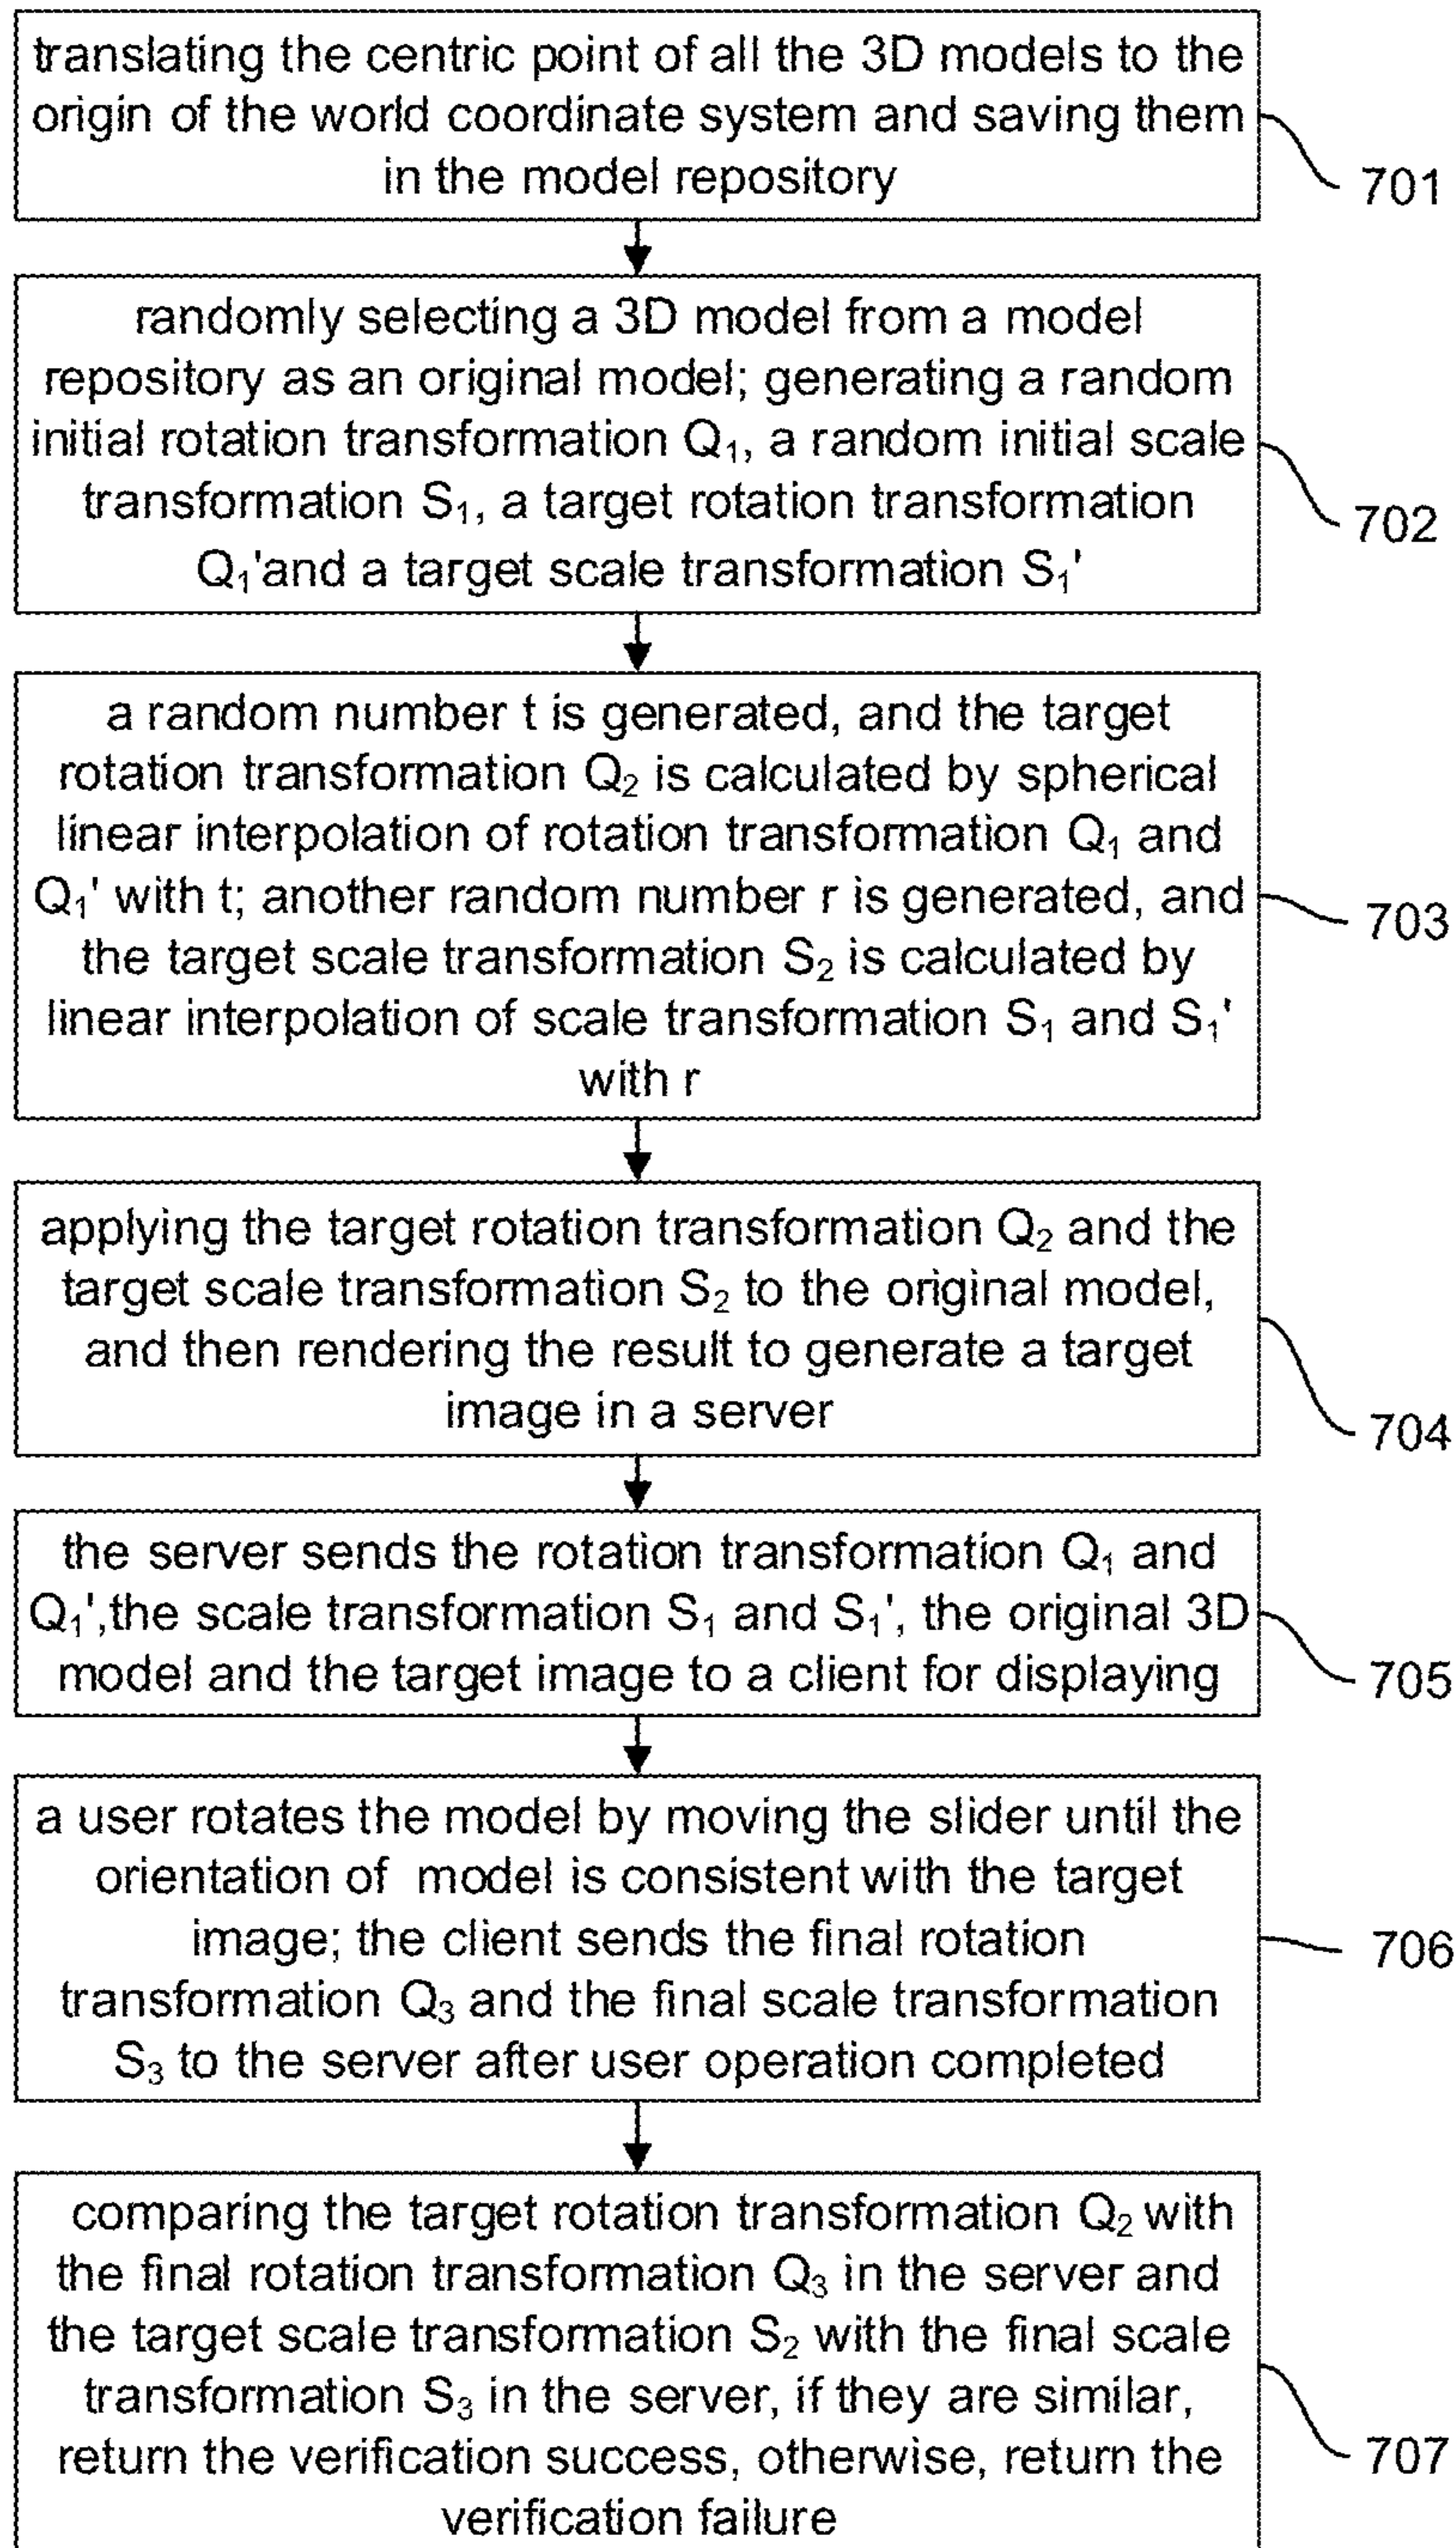 translating the centric point of all the 3D models to the
origin of the world coordinate system and saving them
in the model repository
701
randomly selecting a 3D model from a model
repository as an original model; generating a random
initial rotation transformation Q₁, a random initial scale
transformation S₁, a target rotation transformation
Q₁'and a target scale transformation S₁'
702
a random number t is generated, and the target
rotation transformation Q₂ is calculated by spherical
linear interpolation of rotation transformation Q₁ and
Q₁' with t; another random number r is generated, and
the target scale transformation S₂ is calculated by
linear interpolation of scale transformation S₁ and S₁'
with r
703
applying the target rotation transformation Q₂ and the
target scale transformation S₂ to the original model,
and then rendering the result to generate a target
image in a server
704
the server sends the rotation transformation Q₁ and
Q₁',the scale transformation S₁ and S₁', the original 3D
model and the target image to a client for displaying
705
a user rotates the model by moving the slider until the
orientation of model is consistent with the target
image; the client sends the final rotation
transformation Q₃ and the final scale transformation
S₃ to the server after user operation completed
706
comparing the target rotation transformation Q₂ with
the final rotation transformation Q₃ in the server and
the target scale transformation S₂ with the final scale
transformation S₃ in the server, if they are similar,
return the verification success, otherwise, return the
verification failure
707